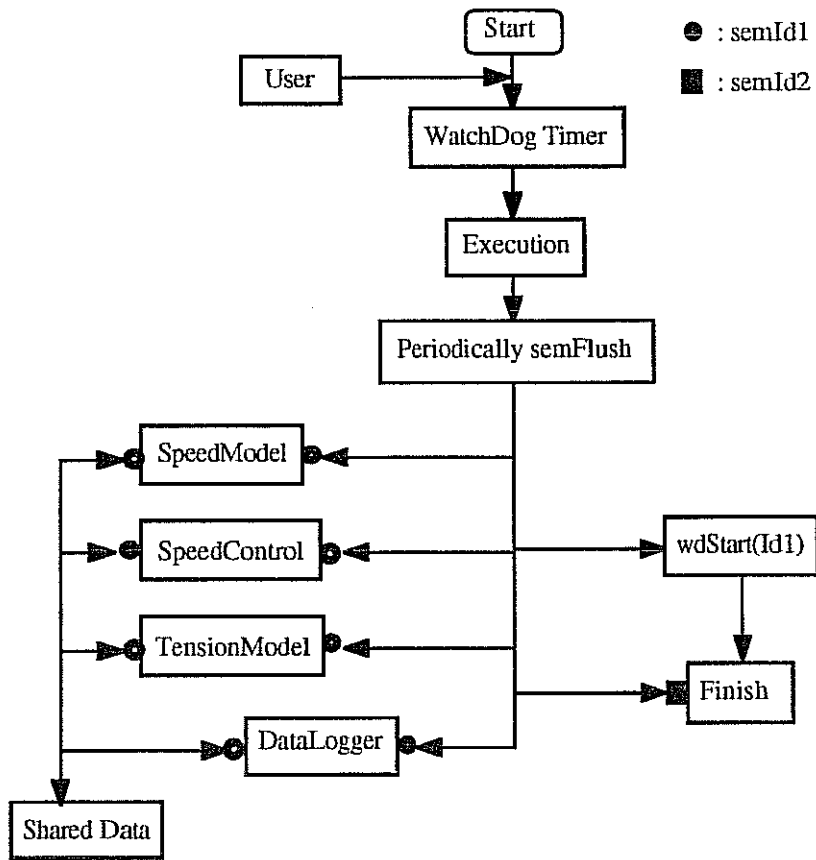 Start
: semId1
User
: semId2
WatchDog Timer
Execution
Periodically semFlush
SpeedModel
SpeedControl
wdStart(Id1)
TensionModel
Finish
DataLogger
Shared Data